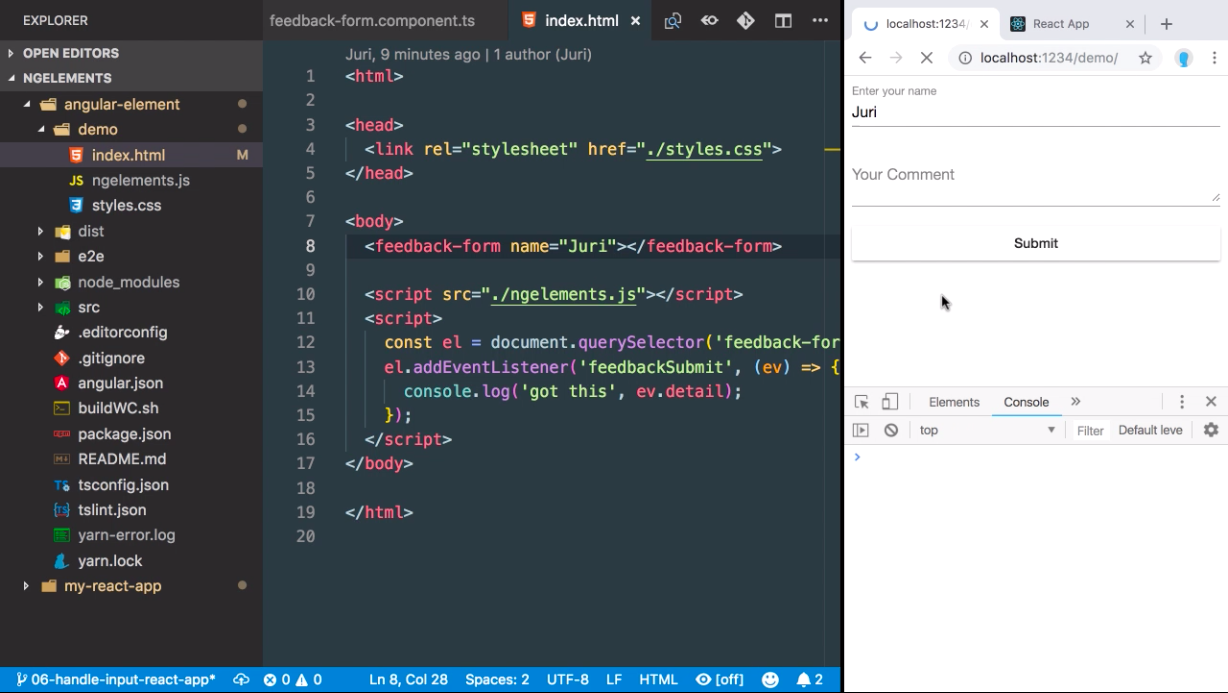 EXPLORER
OPEN EDITORS
NGELEMENTS
angular-element
demo
index.html M
ngelements.js
styles.css
dist
e2e
node_modules
src
.editorconfig
.gitignore
angular.json
buildWC.sh
package.json
README.md
tsconfig.json
tslint.json
yarn-error.log
yarn.lock
my-react-app
feedback-form.component.ts
index.html
Juri, 9 minutes ago | 1 author (Juri)
1 <html>
2
3 <head>
4 <link rel="stylesheet" href="./styles.css">
5 </head>
6
7 <body>
8 <feedback-form name="Juri"></feedback-form>
9
10 <script src="./ngelements.js"></script>
11 <script>
12 const el = document.querySelector('feedback-for
13 el.addEventListener('feedbackSubmit', (ev) => {
14 console.log('got this', ev.detail);
15 });
16 </script>
17 </body>
18
19 </html>
20
06-handle-input-react-app* 0 0 Ln 8, Col 28 Spaces: 2 UTF-8 LF HTML [off] 2
localhost:1234/ React App
localhost:1234/demo/
Enter your name
Juri
Your Comment
Submit
Elements Console
top Filter Default leve